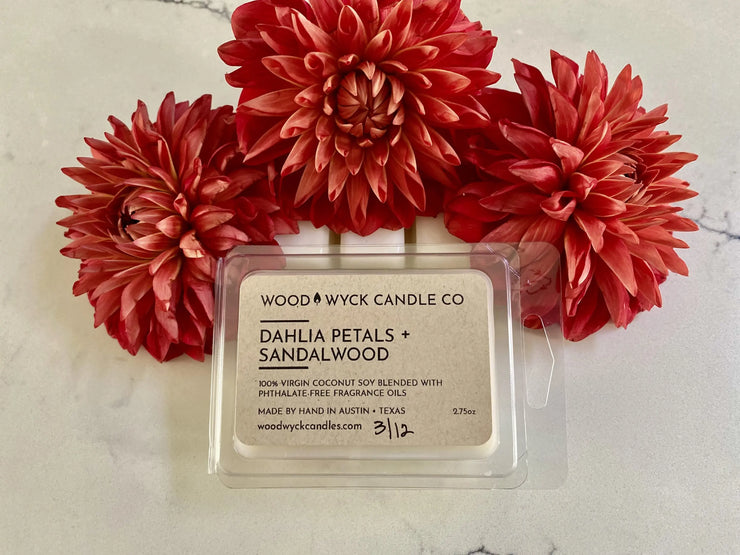 WOOD WYCK CANDLE CO
DAHLIA PETALS +
SANDALWOOD
100% VIRGIN COCONUT SOY BLENDED WITH
PHTHALATE-FREE FRAGRANCE OILS
MADE BY HAND IN AUSTIN • TEXAS 2.75oz
woodwyckcandles.com 3/12